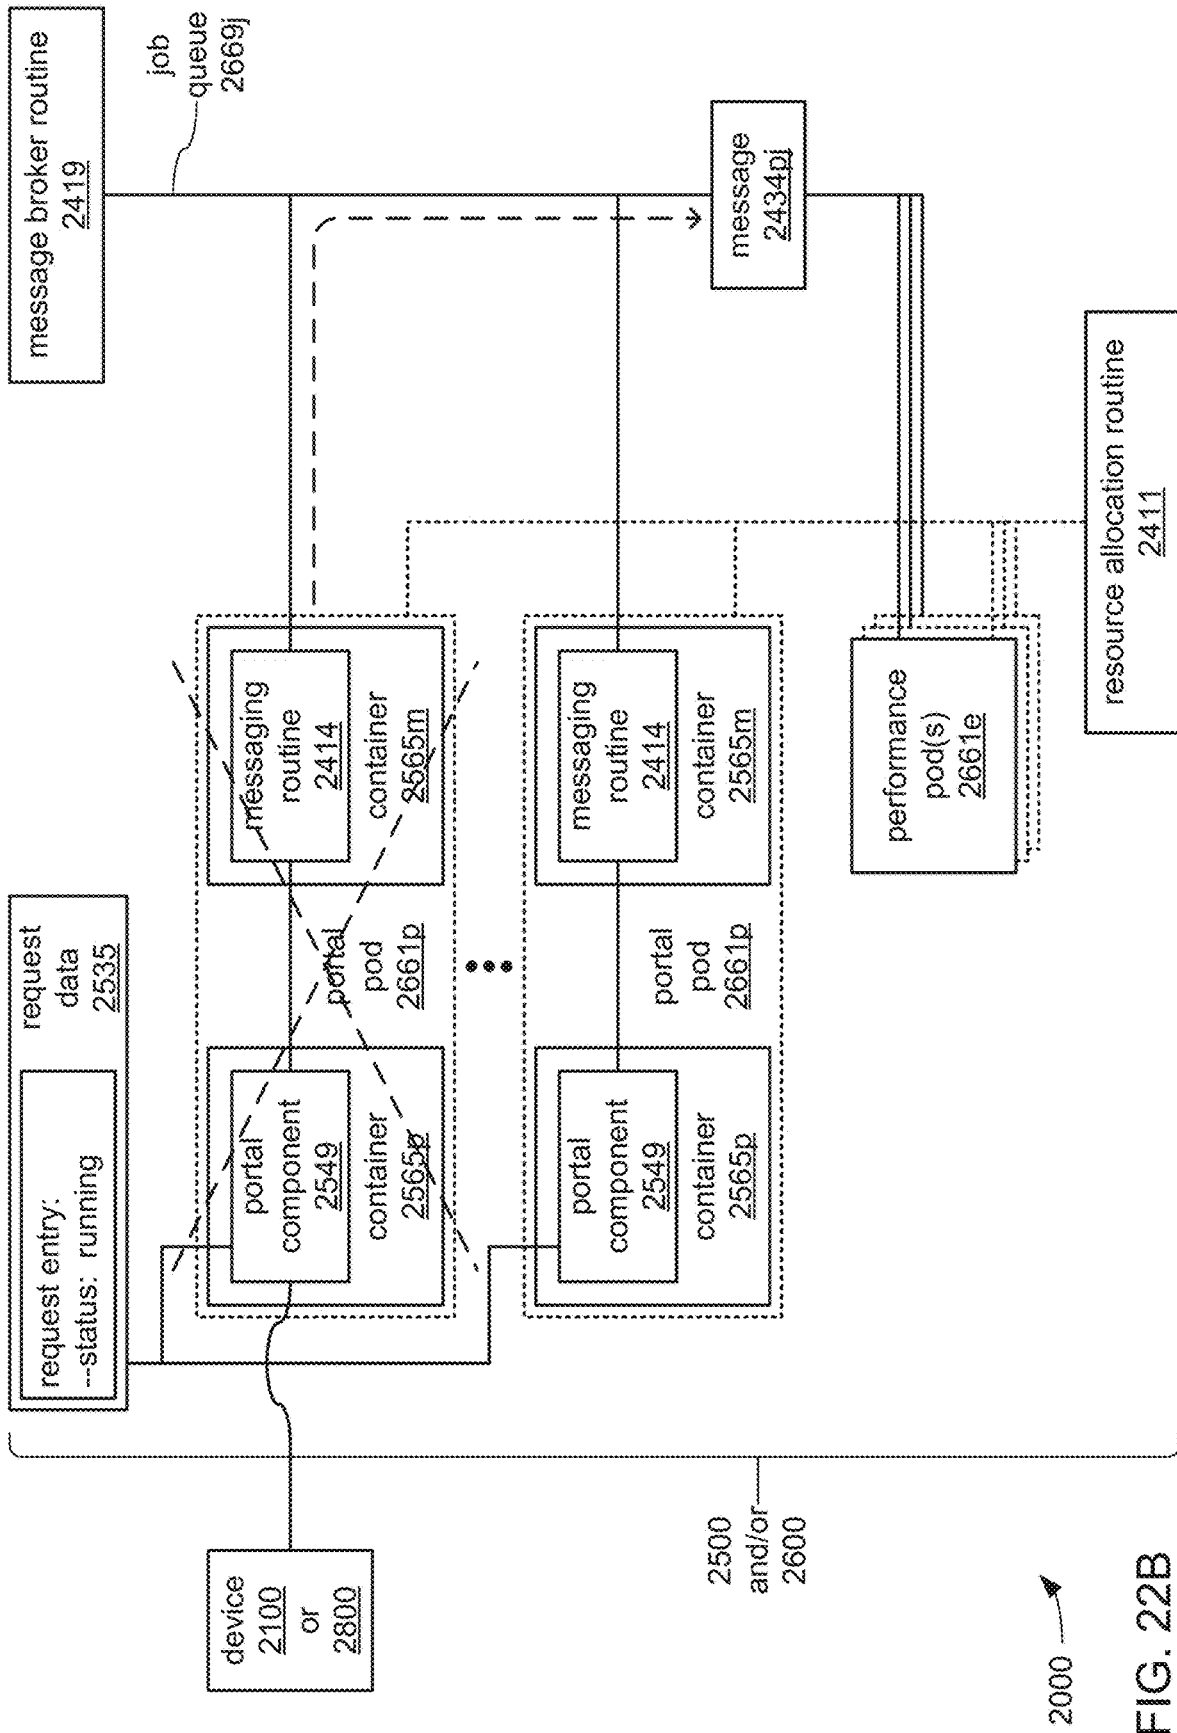 request entry:
--status: running
request
data
2535
message broker routine
2419
job
queue
2669j
device
2100
or
2800
portal
component
2549
container
2565p
portal
pod
2661p
messaging
routine
2414
container
2565m
portal
component
2549
container
2565p
portal
pod
2661p
messaging
routine
2414
container
2565m
message
2434pj
performance
pod(s)
2661e
resource allocation routine
2411
2500
and/or
2600
2000
FIG. 22B